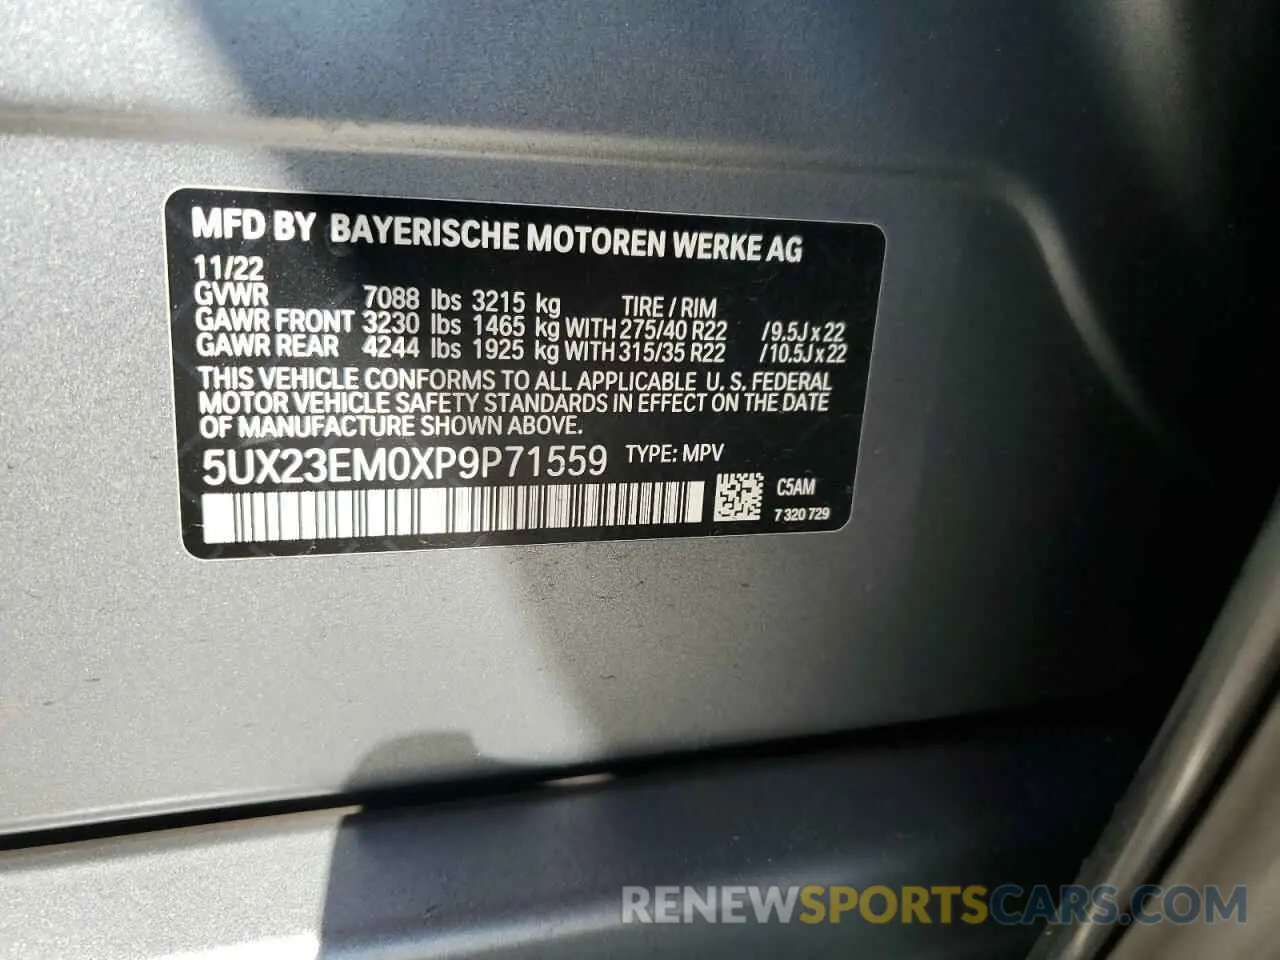 MFD BY BAYERISCHE MOTOREN WERKE AG
11/22
GVWR 7088 lbs 3215 kg TIRE / RIM
GAWR FRONT 3230 lbs 1465 kg WITH 275/40 R22 /9.5J x 22
GAWR REAR 4244 lbs 1925 kg WITH 315/35 R22 /10.5J x 22
THIS VEHICLE CONFORMS TO ALL APPLICABLE U. S. FEDERAL
MOTOR VEHICLE SAFETY STANDARDS IN EFFECT ON THE DATE
OF MANUFACTURE SHOWN ABOVE.
5UX23EM0XP9P71559 TYPE: MPV
C5AM
7 320 729
RENEWSPORTSCARS.COM